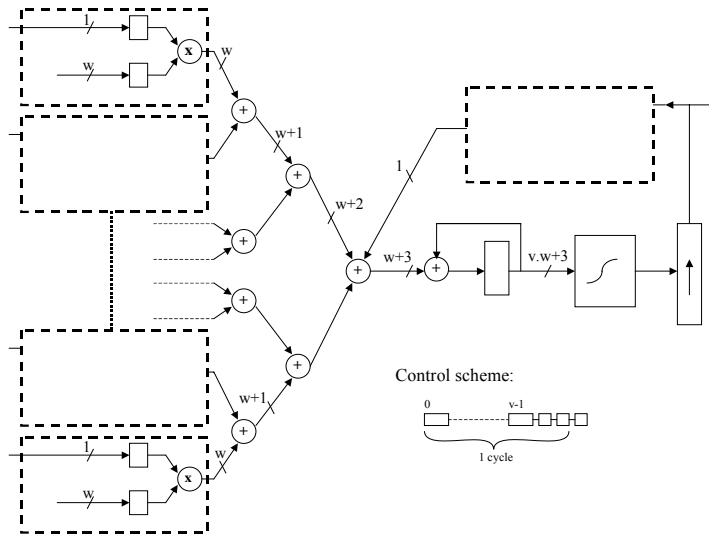 1
w
x
w
+
w+1
+
w+2
1
+
+
w+3
+
v.w+3
+
+
w+1
+
w
1
x
w
Control scheme:
0
v-1
1 cycle